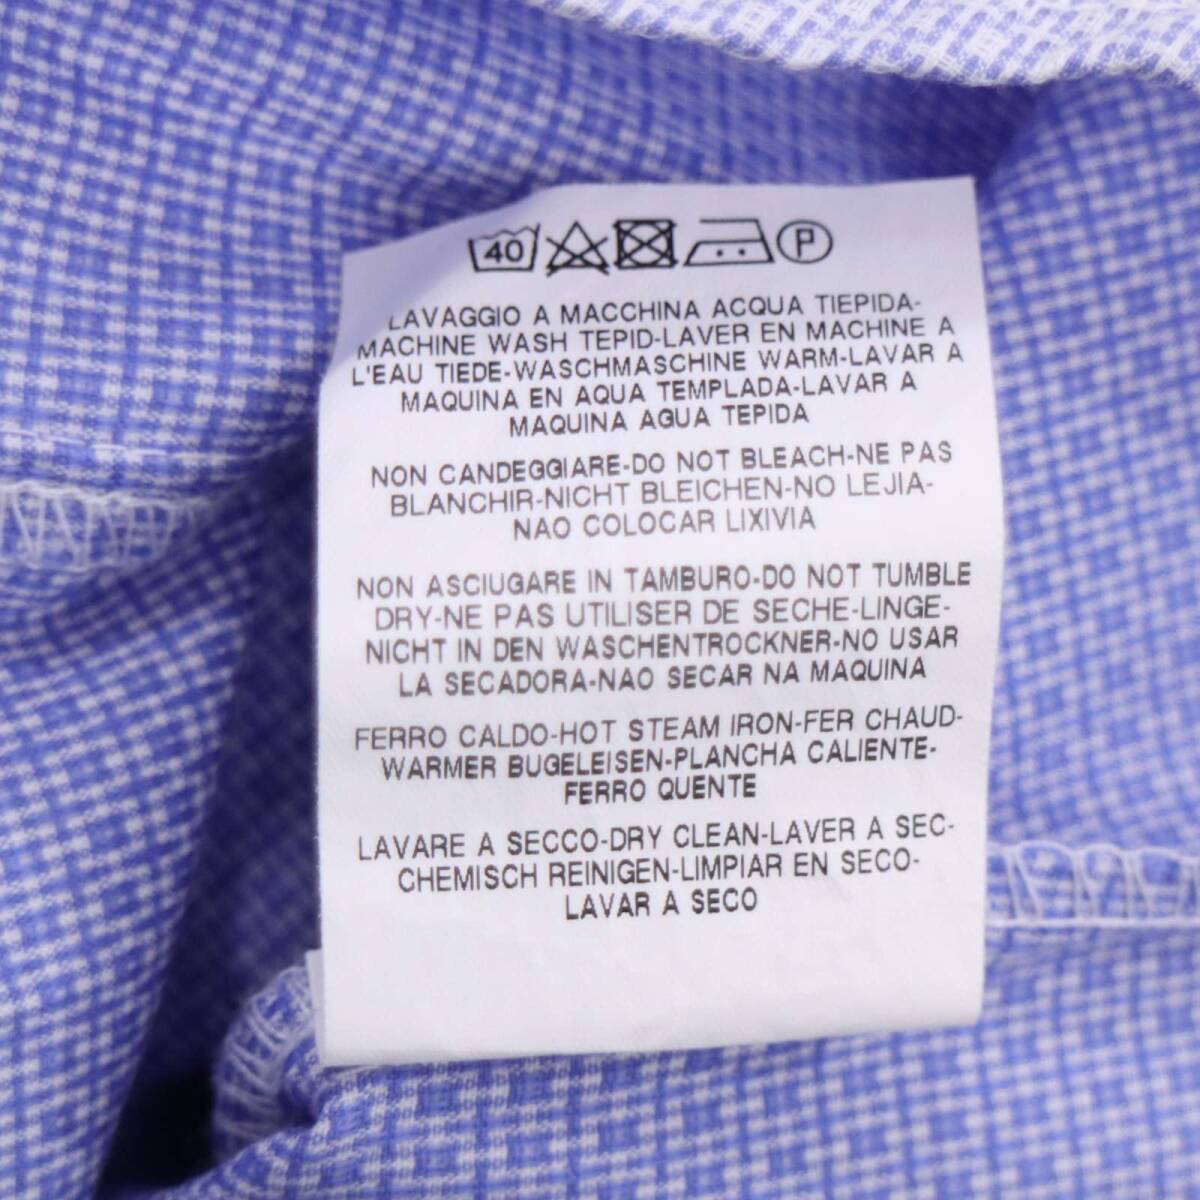 40 P
LAVAGGIO A MACCHINA ACQUA TIEPIDA-
MACHINE WASH TEPID-LAVER EN MACHINE A
L'EAU TIEDE-WASCHMASCHINE WARM-LAVAR A
MAQUINA EN AQUA TEMPLADA-LAVAR A
MAQUINA AGUA TEPIDA
NON CANDEGGIARE-DO NOT BLEACH-NE PAS
BLANCHIR-NICHT BLEICHEN-NO LEJIA-
NAO COLOCAR LIXIVIA
NON ASCIUGARE IN TAMBURO-DO NOT TUMBLE
DRY-NE PAS UTILISER DE SECHE-LINGE-
NICHT IN DEN WASCHENTROCKNER-NO USAR
LA SECADORA-NAO SECAR NA MAQUINA
FERRO CALDO-HOT STEAM IRON-FER CHAUD-
WARMER BUGELEISEN-PLANCHA CALIENTE-
FERRO QUENTE
LAVARE A SECCO-DRY CLEAN-LAVER A SEC-
CHEMISCH REINIGEN-LIMPIAR EN SECO-
LAVAR A SECO